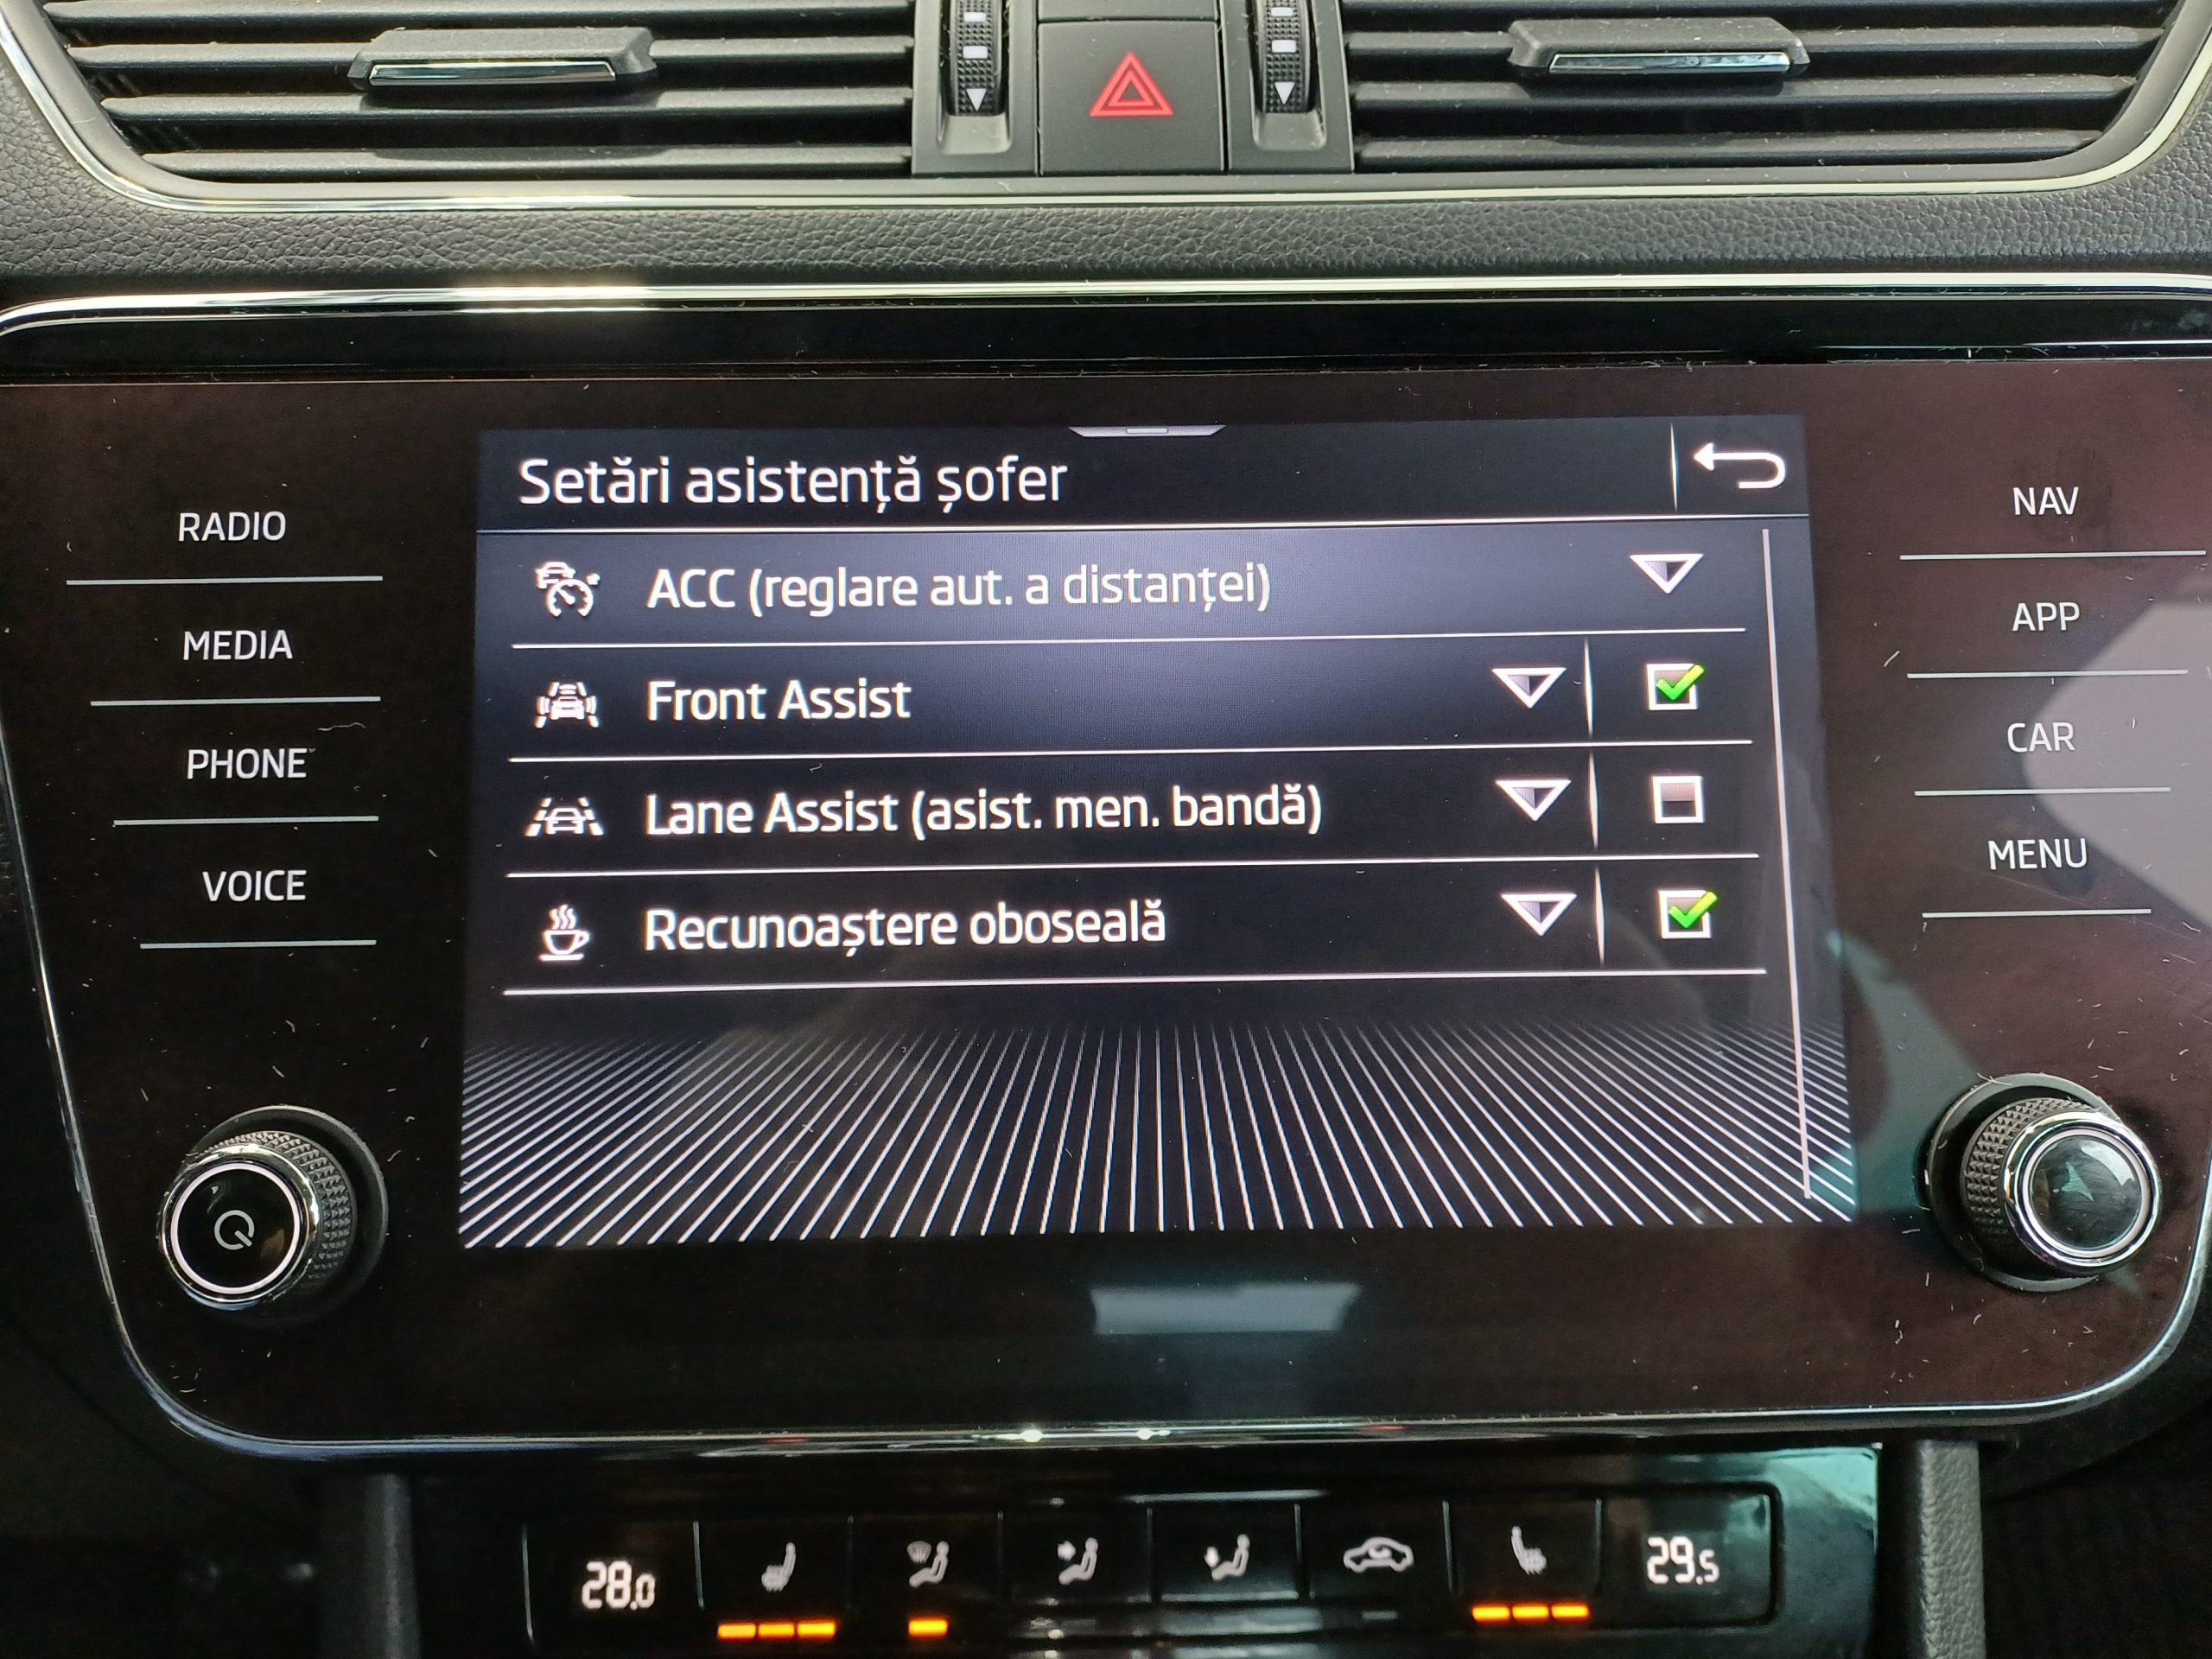 Setări asistență șofer
RADIO
MEDIA
PHONE
VOICE
ACC (reglare aut. a distanței)
Front Assist
Lane Assist (asist. men. bandă)
Recunoaștere oboseală
NAV
APP
CAR
MENU
28.0
29.5